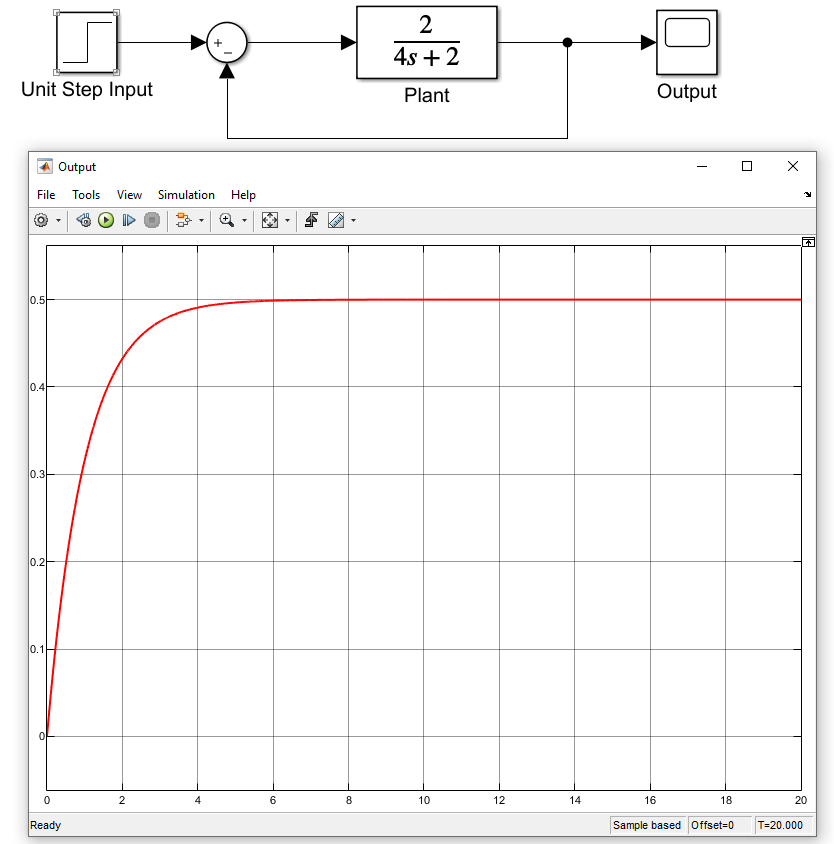 2
4s + 2
+
−
Unit Step Input
Plant
Output
Output
File Tools View Simulation Help
0.5
0.4
0.3
0.2
0.1
0
0 2 4 6 8 10 12 14 16 18 20
Ready Sample based Offset=0 T=20.000